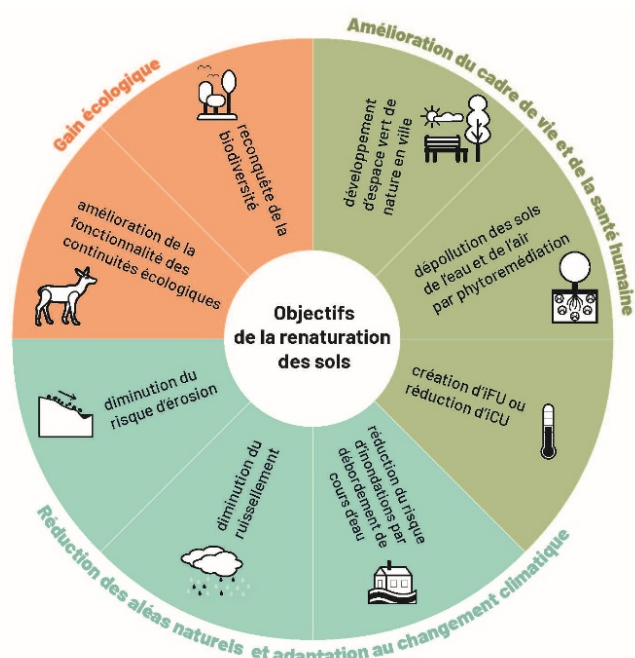 Gain écologique
Amélioration du cadre de vie et de la santé humaine
reconquête de la
biodiversité
développement
d'espace vert de
nature en ville
amélioration de la
fonctionnalité des
continuités écologiques
dépollution des sols
de l'eau et de l'air
par phytoremédiation
Objectifs
de la renaturation
des sols
diminution du
risque d'érosion
création d'iFU ou
réduction d'iCU
diminution du
ruissellement
réduction du risque
d'inondations par
débordement de
cours d'eau
Réduction des aléas naturels et adaptation au changement climatique